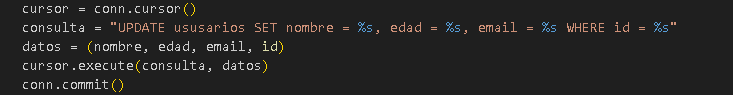 cursor = conn.cursor()
consulta = "UPDATE ususarios SET nombre = %s, edad = %s, email = %s WHERE id = %s"
datos = (nombre, edad, email, id)
cursor.execute(consulta, datos)
conn.commit()